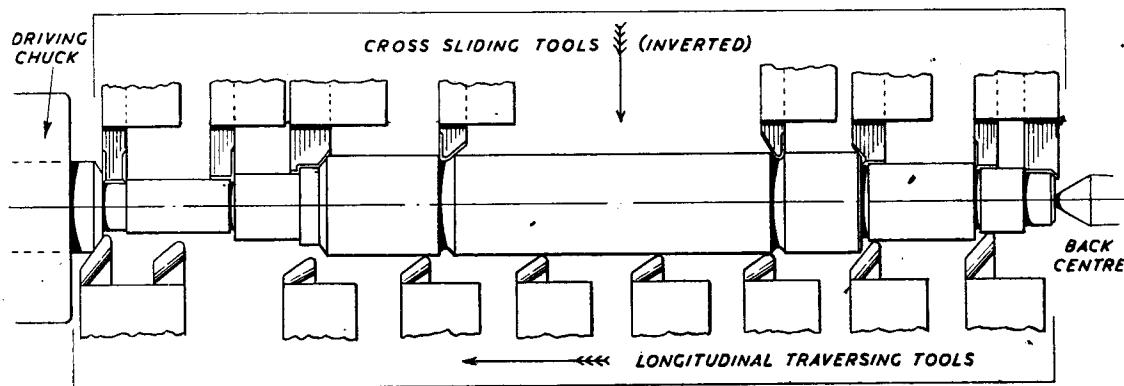 DRIVING
CHUCK
CROSS SLIDING TOOLS (INVERTED)
BACK
CENTRE
LONGITUDINAL TRAVERSING TOOLS